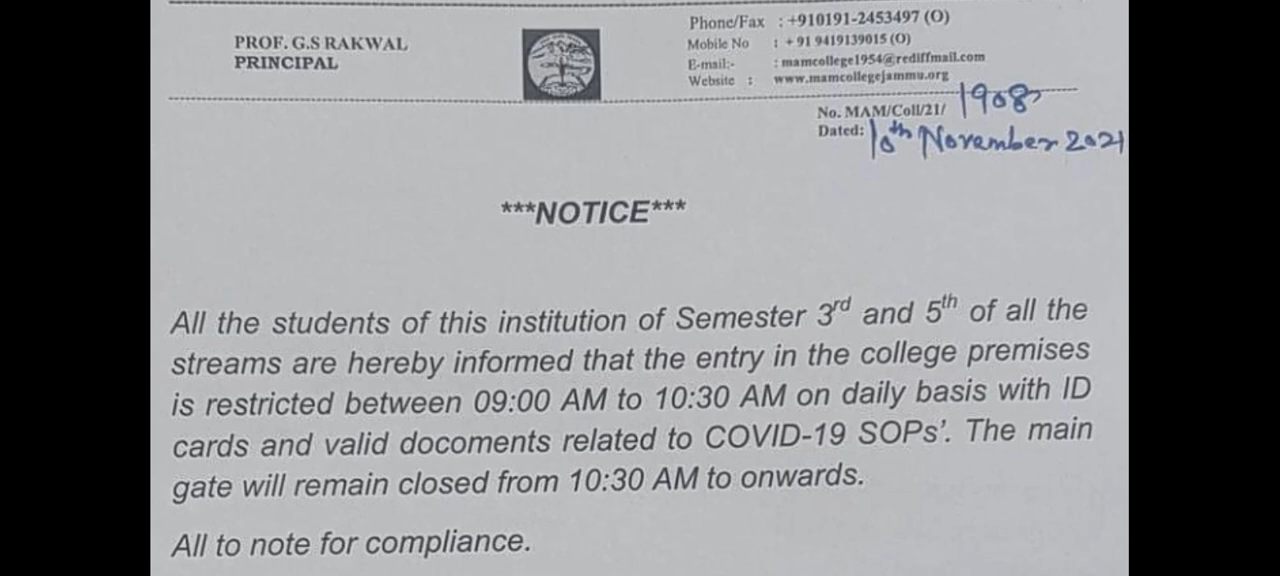 PROF. G.S RAKWAL
PRINCIPAL
Phone/Fax : +910191-2453497 (O)
Mobile No : +91 9419139015 (O)
E-mail:- : mamcollege1954@rediffmail.com
Website : www.mamcollegejammu.org
No. MAM/Coll/21/ 1908
Dated: 10th November 2021
***NOTICE***
All the students of this institution of Semester 3rd and 5th of all the
streams are hereby informed that the entry in the college premises
is restricted between 09:00 AM to 10:30 AM on daily basis with ID
cards and valid docoments related to COVID-19 SOPs'. The main
gate will remain closed from 10:30 AM to onwards.
All to note for compliance.